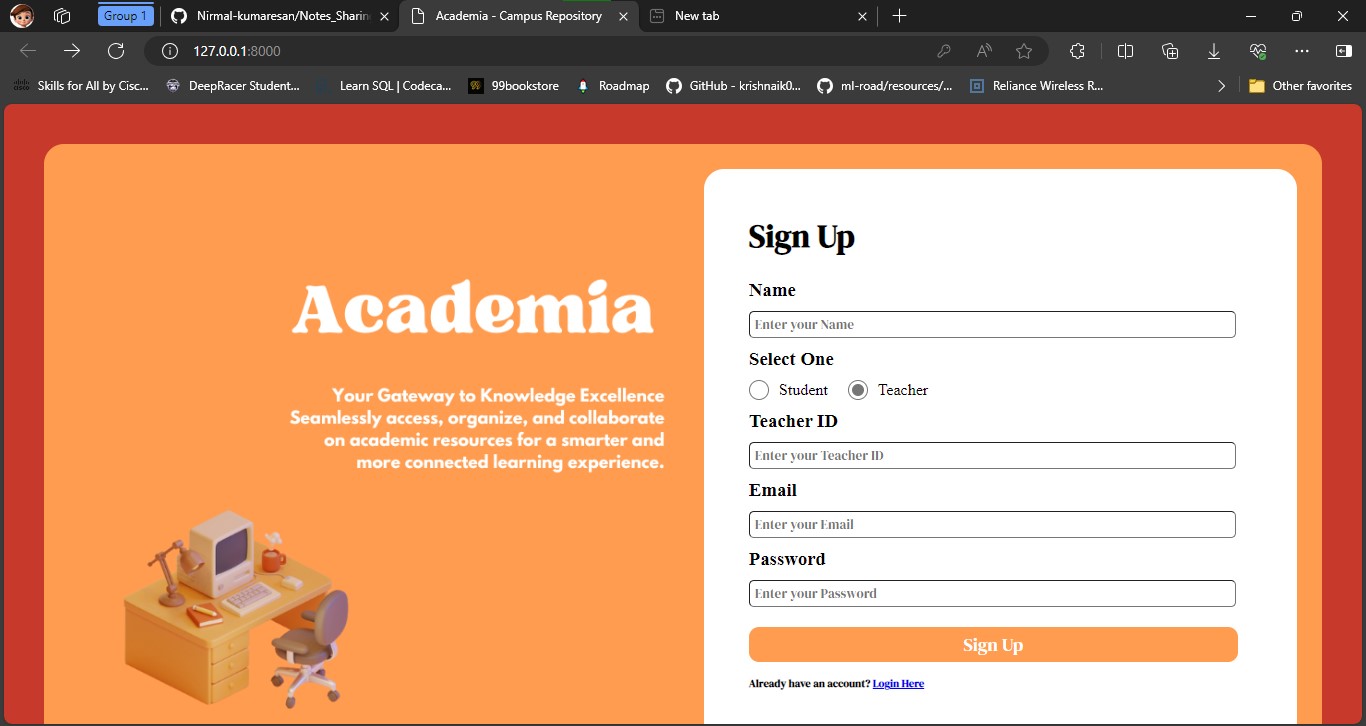 Group 1
Nirmal-kumaresan/Notes_Sharin
Academia - Campus Repository
New tab
127.0.0.1:8000
Skills for All by Cisc...
DeepRacer Student...
Learn SQL | Codeca...
99bookstore
Roadmap
GitHub - krishnaik0...
ml-road/resources/...
Reliance Wireless R...
Other favorites
Academia
Your Gateway to Knowledge Excellence
Seamlessly access, organize, and collaborate
on academic resources for a smarter and
more connected learning experience.
Sign Up
Name
Enter your Name
Select One
Student
Teacher
Teacher ID
Enter your Teacher ID
Email
Enter your Email
Password
Enter your Password
Sign Up
Already have an account? Login Here